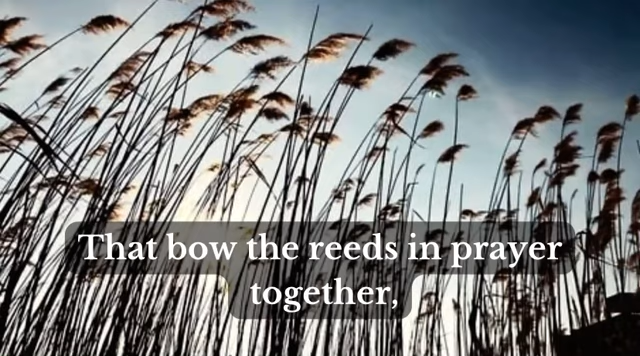 That bow the reeds in prayer
together,